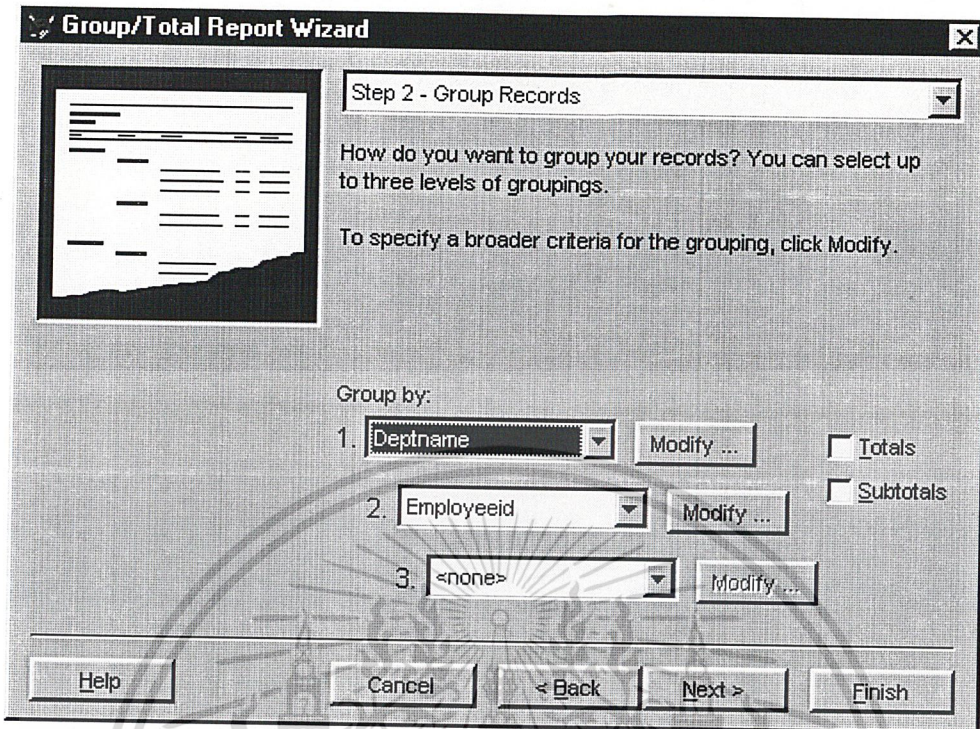 Group/Total Report Wizard
Step 2 - Group Records
How do you want to group your records? You can select up
to three levels of groupings.
To specify a broader criteria for the grouping, click Modify.
Group by:
1. Deptname Modify ... Totals
2. Employeeid Modify ... Subtotals
3. <none> Modify ...
Help Cancel < Back Next > Finish